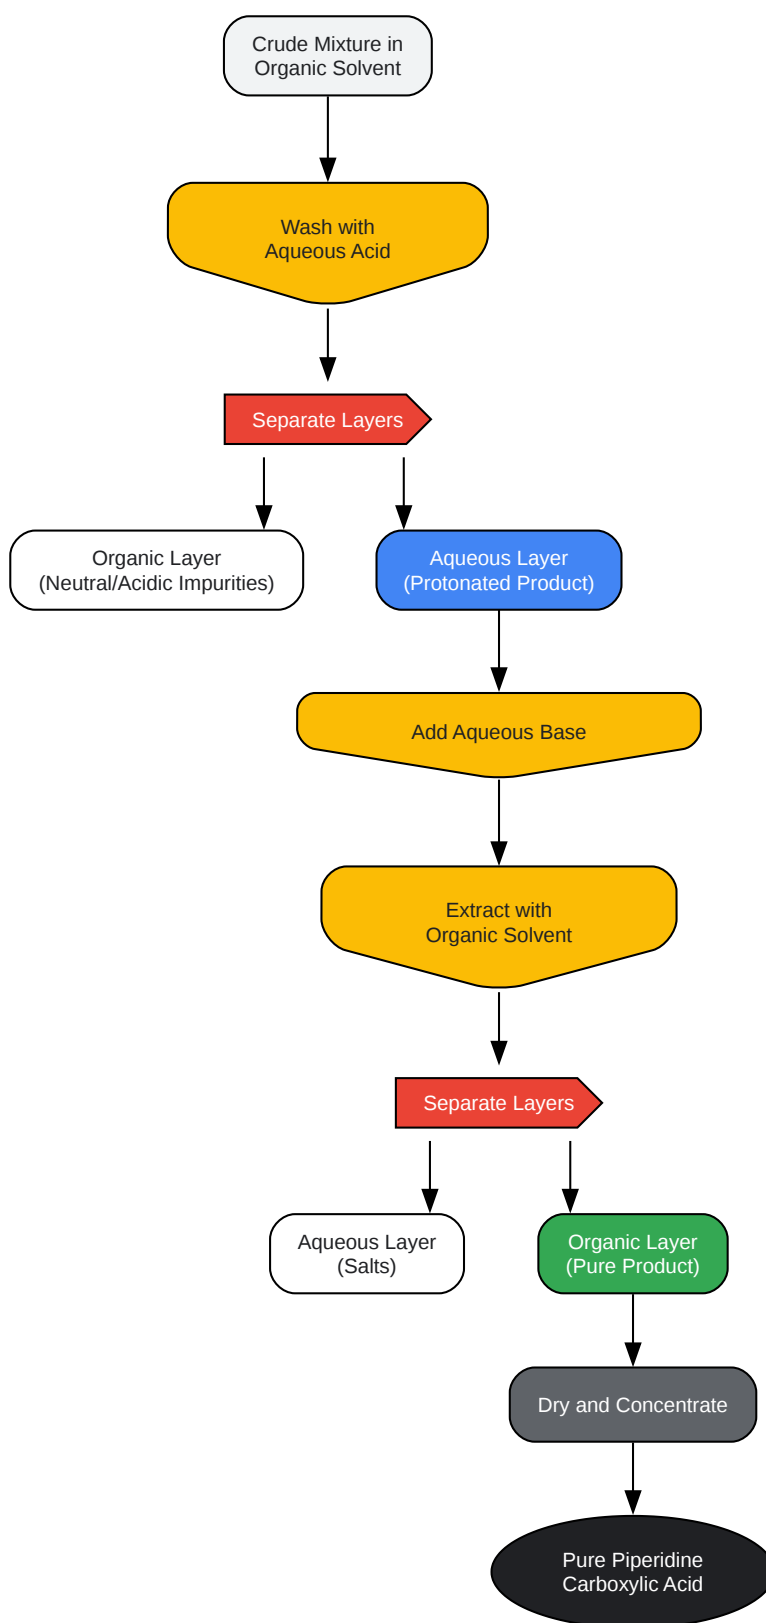 Crude Mixture in
Organic Solvent
Wash with
Aqueous Acid
Separate Layers
Organic Layer
(Neutral/Acidic Impurities)
Aqueous Layer
(Protonated Product)
Add Aqueous Base
Extract with
Organic Solvent
Separate Layers
Aqueous Layer
(Salts)
Organic Layer
(Pure Product)
Dry and Concentrate
Pure Piperidine
Carboxylic Acid